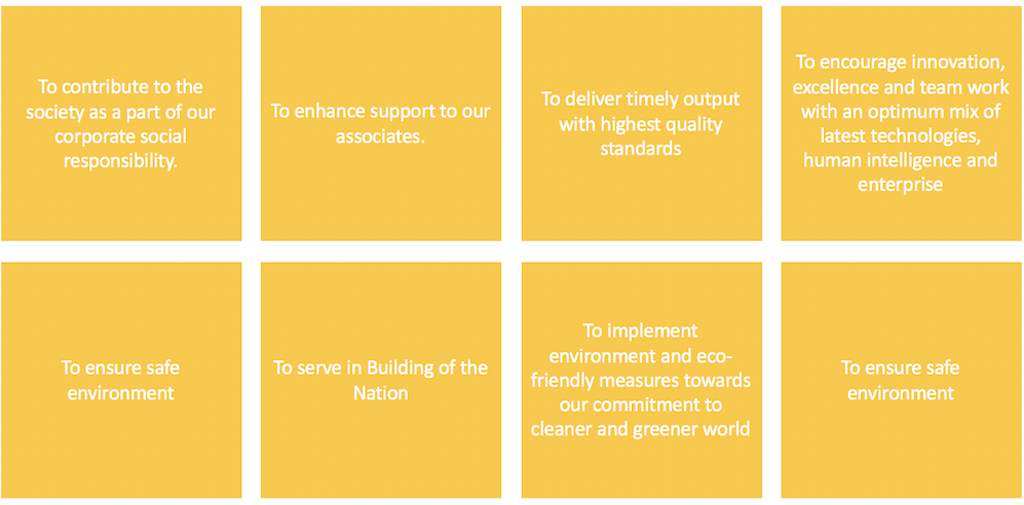 To contribute to the
society as a part of our
corporate social
responsibility.
To enhance support to our
associates.
To deliver timely output
with highest quality
standards
To encourage innovation,
excellence and team work
with an optimum mix of
latest technologies,
human intelligence and
enterprise
To ensure safe
environment
To serve in Building of the
Nation
To implement
environment and eco-
friendly measures towards
our commitment to
cleaner and greener world
To ensure safe
environment